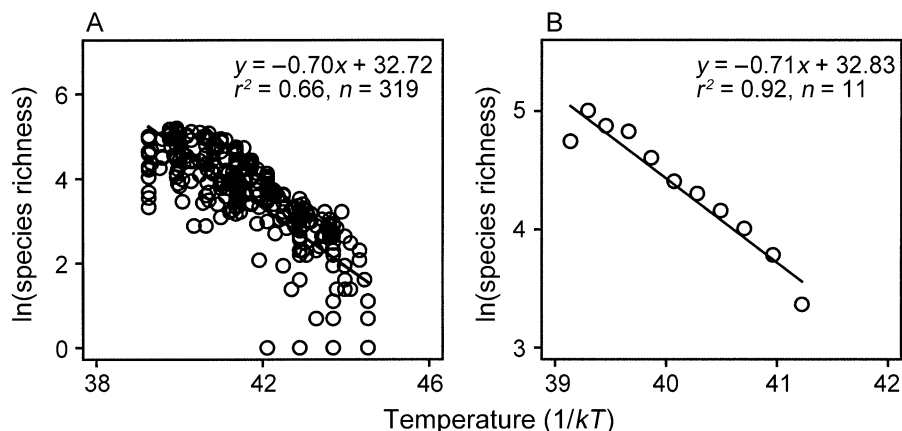 A
y = −0.70x + 32.72
r² = 0.66, n = 319
ln(species richness)
6
4
2
0
38
42
46
B
y = −0.71x + 32.83
r² = 0.92, n = 11
ln(species richness)
5
4
3
39
40
41
42
Temperature (1/kT)